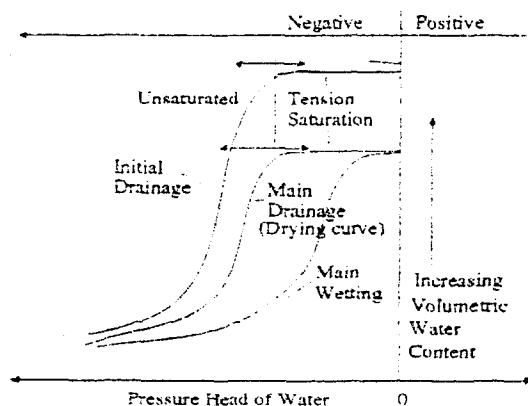 Negative
Positive
Unsaturated
Tension
Saturation
Initial
Drainage
Main
Drainage
(Drying curve)
Main
Wetting
Increasing
Volumetric
Water
Content
Pressure Head of Water
0